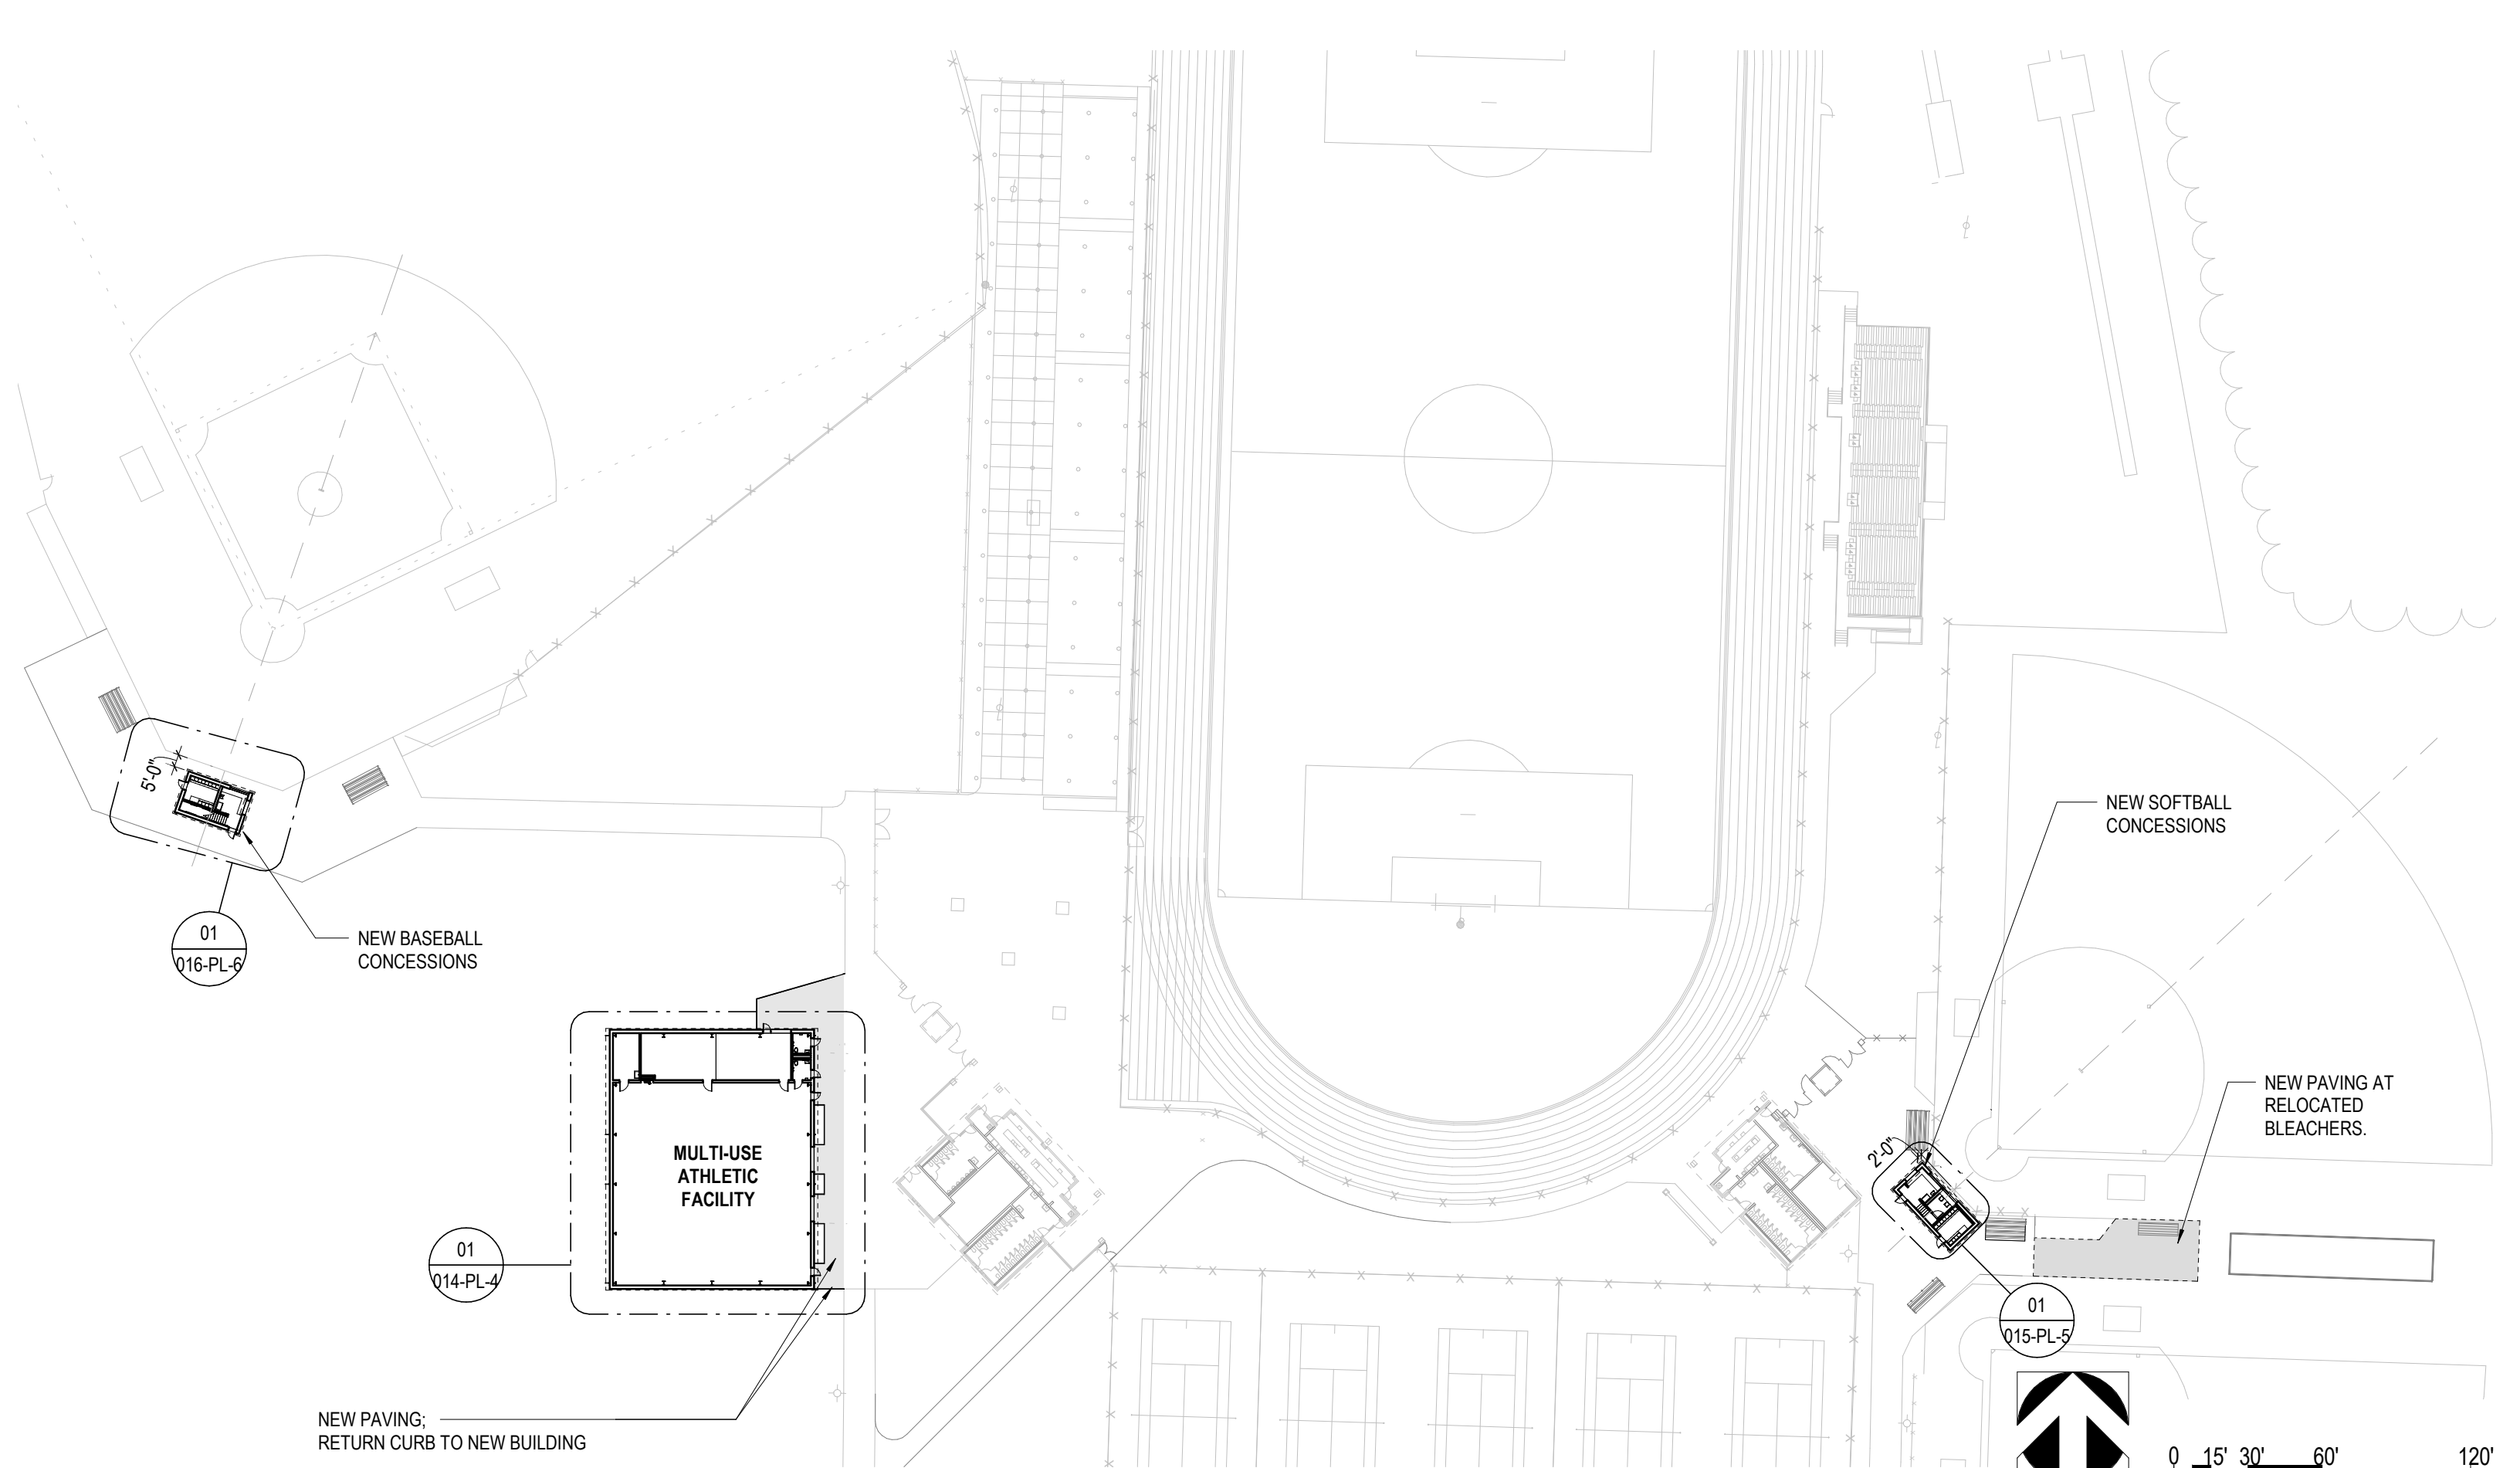 5'-0"
01
016-PL-6
NEW BASEBALL
CONCESSIONS
NEW SOFTBALL
CONCESSIONS
NEW PAVING AT
RELOCATED
BLEACHERS.
2'-0"
MULTI-USE
ATHLETIC
FACILITY
01
014-PL-4
01
015-PL-5
NEW PAVING;
RETURN CURB TO NEW BUILDING
0 15' 30' 60' 120'